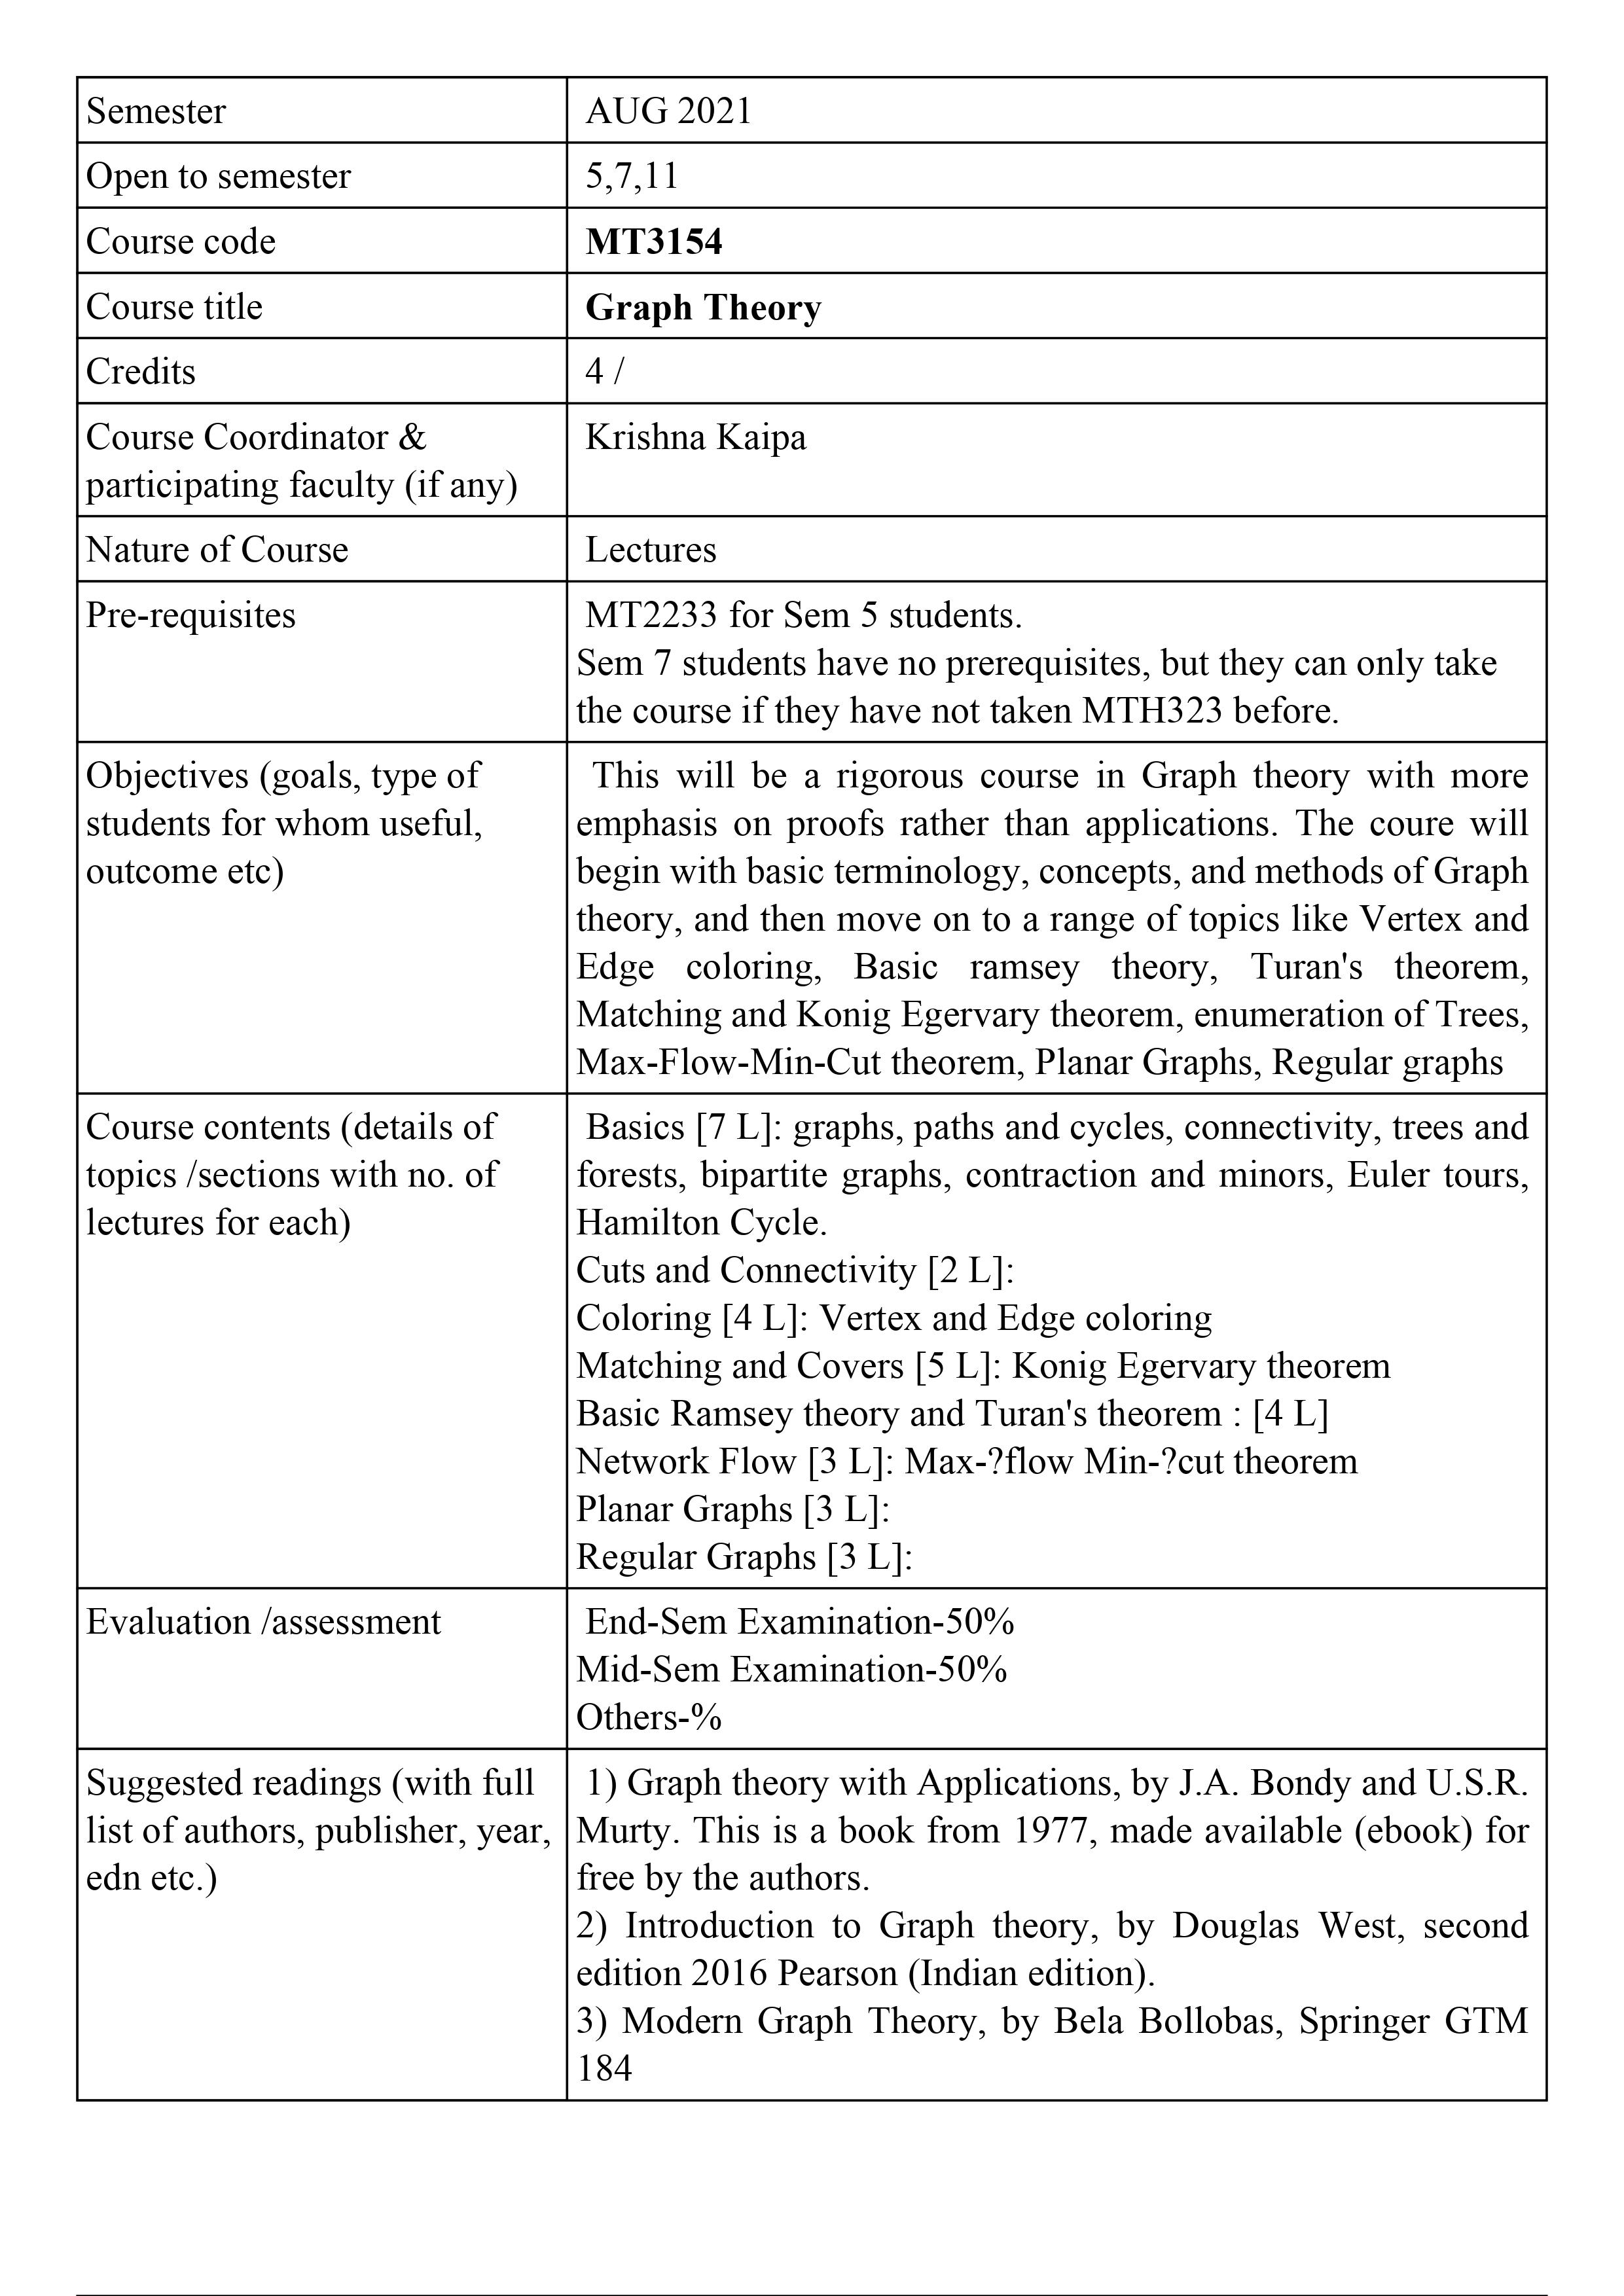 Semester
AUG 2021
Open to semester
5,7,11
Course code
MT3154
Course title
Graph Theory
Credits
4 /
Course Coordinator &
participating faculty (if any)
Krishna Kaipa
Nature of Course
Lectures
Pre-requisites
MT2233 for Sem 5 students.
Sem 7 students have no prerequisites, but they can only take
the course if they have not taken MTH323 before.
Objectives (goals, type of
students for whom useful,
outcome etc)
This will be a rigorous course in Graph theory with more
emphasis on proofs rather than applications. The coure will
begin with basic terminology, concepts, and methods of Graph
theory, and then move on to a range of topics like Vertex and
Edge coloring, Basic ramsey theory, Turan's theorem,
Matching and Konig Egervary theorem, enumeration of Trees,
Max-Flow-Min-Cut theorem, Planar Graphs, Regular graphs
Course contents (details of
topics /sections with no. of
lectures for each)
Basics [7 L]: graphs, paths and cycles, connectivity, trees and
forests, bipartite graphs, contraction and minors, Euler tours,
Hamilton Cycle.
Cuts and Connectivity [2 L]:
Coloring [4 L]: Vertex and Edge coloring
Matching and Covers [5 L]: Konig Egervary theorem
Basic Ramsey theory and Turan's theorem : [4 L]
Network Flow [3 L]: Max-?flow Min-?cut theorem
Planar Graphs [3 L]:
Regular Graphs [3 L]:
Evaluation /assessment
End-Sem Examination-50%
Mid-Sem Examination-50%
Others-%
Suggested readings (with full
list of authors, publisher, year,
edn etc.)
1) Graph theory with Applications, by J.A. Bondy and U.S.R.
Murty. This is a book from 1977, made available (ebook) for
free by the authors.
2) Introduction to Graph theory, by Douglas West, second
edition 2016 Pearson (Indian edition).
3) Modern Graph Theory, by Bela Bollobas, Springer GTM
184